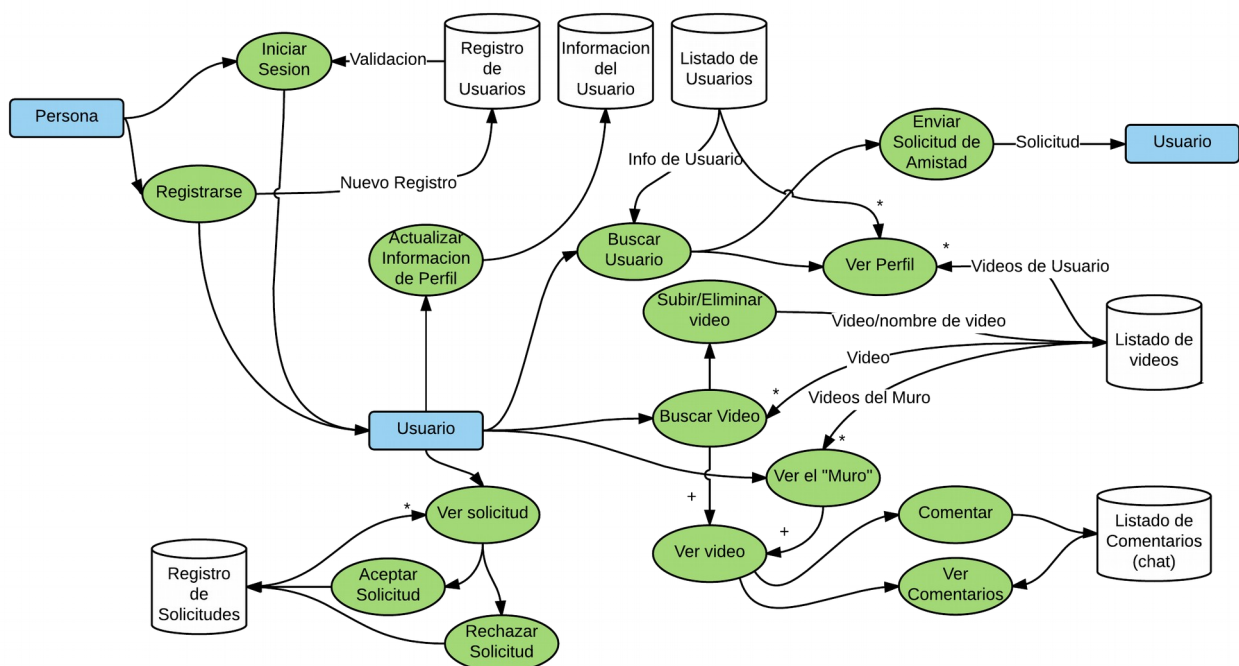 Iniciar
Sesion
Validacion
Registro
de
Usuarios
Informacion
del
Usuario
Listado de
Usuarios
Persona
Enviar
Solicitud de
Amistad
Solicitud
Usuario
Info de Usuario
Registrarse
Nuevo Registro
*
Actualizar
Informacion
de Perfil
Buscar
Usuario
Ver Perfil
*
Videos de Usuario
Subir/Eliminar
video
Video/nombre de video
Listado de
videos
Video
*
Videos del Muro
Usuario
Buscar Video
*
Ver el "Muro"
+
+
Ver solicitud
*
Comentar
Listado de
Comentarios
(chat)
Ver video
Registro
de
Solicitudes
Aceptar
Solicitud
Ver
Comentarios
Rechazar
Solicitud